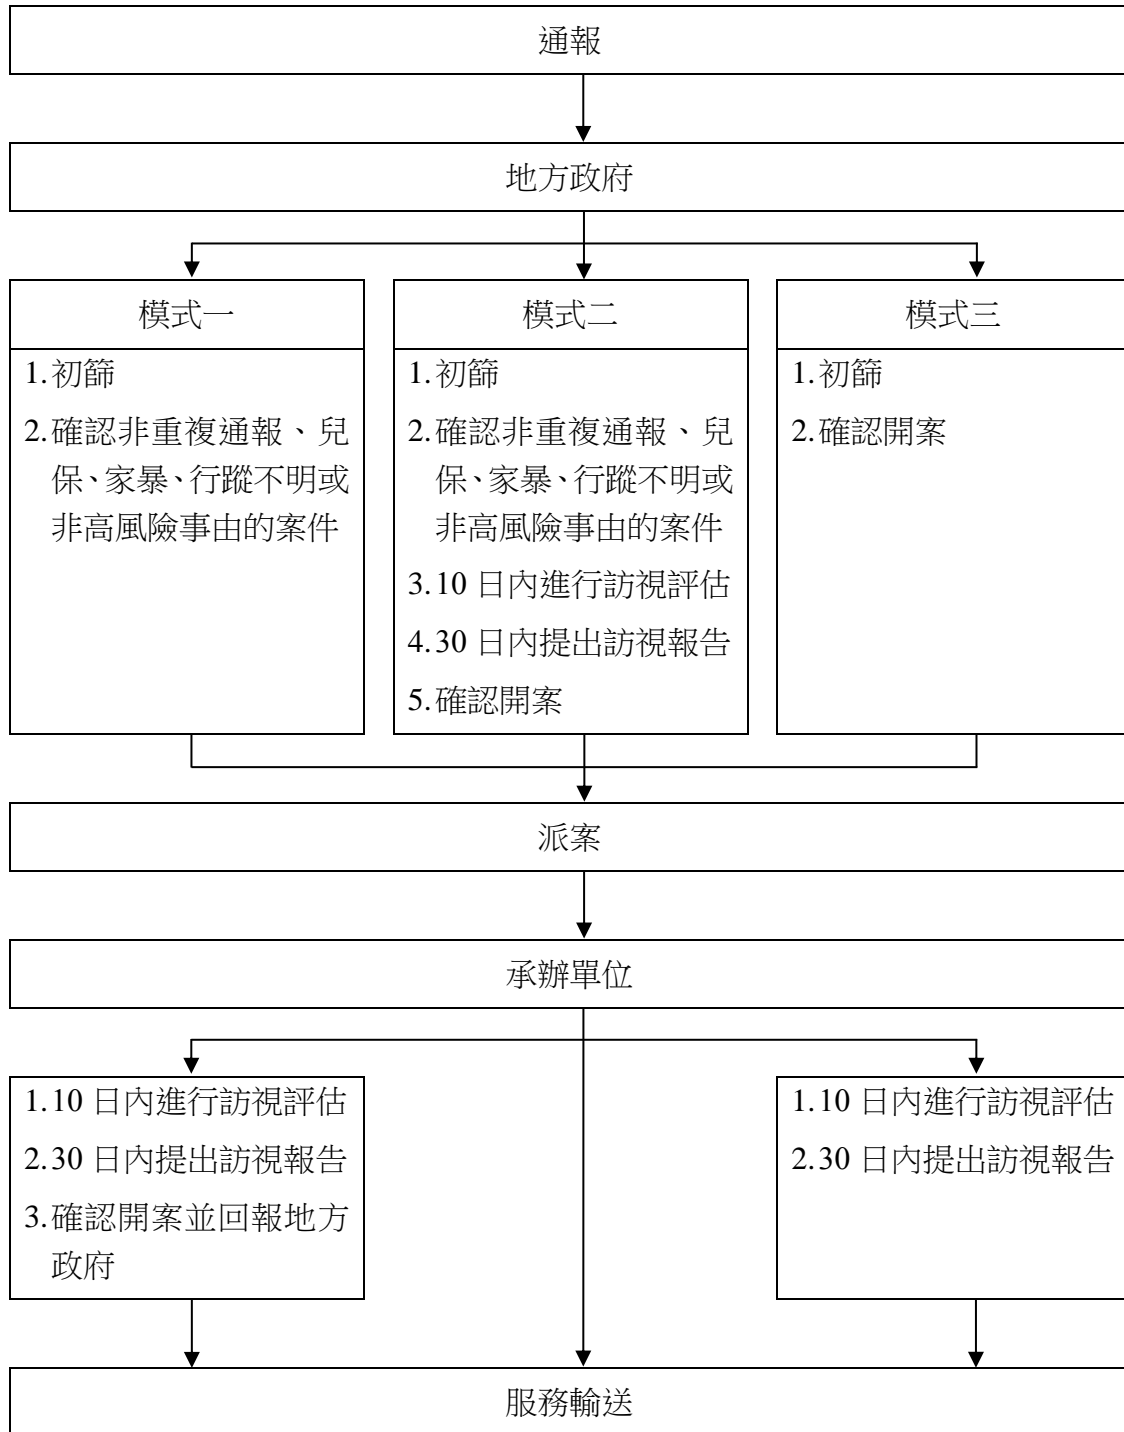 通報
地方政府
模式一
1.初篩
2.確認非重複通報、兒
保、家暴、行蹤不明或
非高風險事由的案件
模式二
1.初篩
2.確認非重複通報、兒
保、家暴、行蹤不明或
非高風險事由的案件
3.10 日內進行訪視評估
4.30 日內提出訪視報告
5.確認開案
模式三
1.初篩
2.確認開案
派案
承辦單位
1.10 日內進行訪視評估
2.30 日內提出訪視報告
3.確認開案並回報地方
政府
1.10 日內進行訪視評估
2.30 日內提出訪視報告
服務輸送